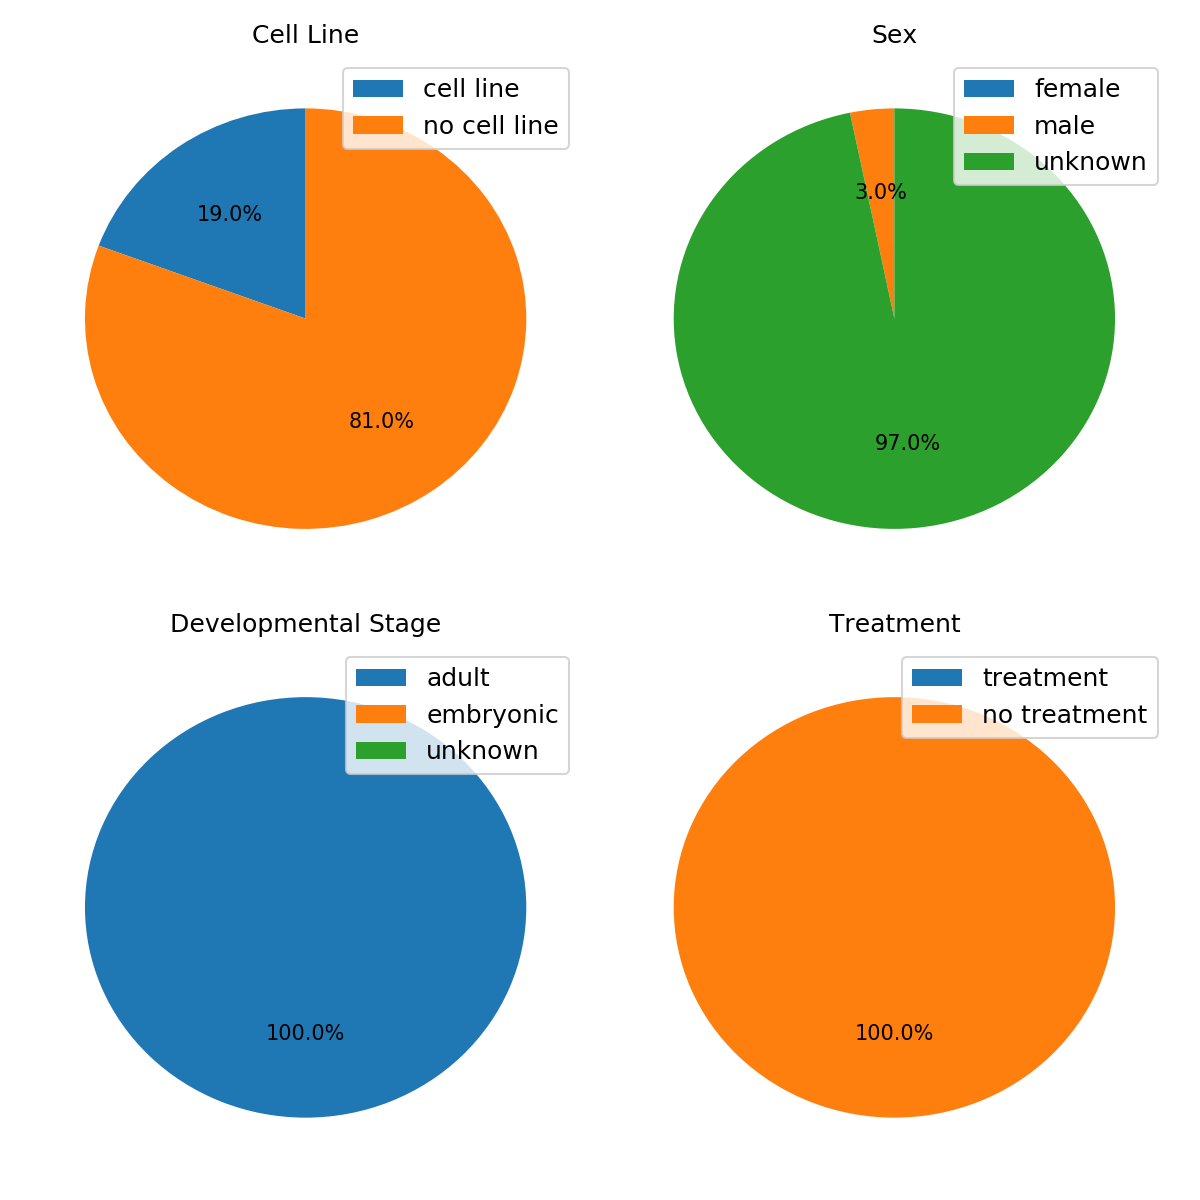 Cell Line
cell line
no cell line
19.0%
81.0%
Sex
female
male
unknown
3.0%
97.0%
Developmental Stage
adult
embryonic
unknown
100.0%
Treatment
treatment
no treatment
100.0%